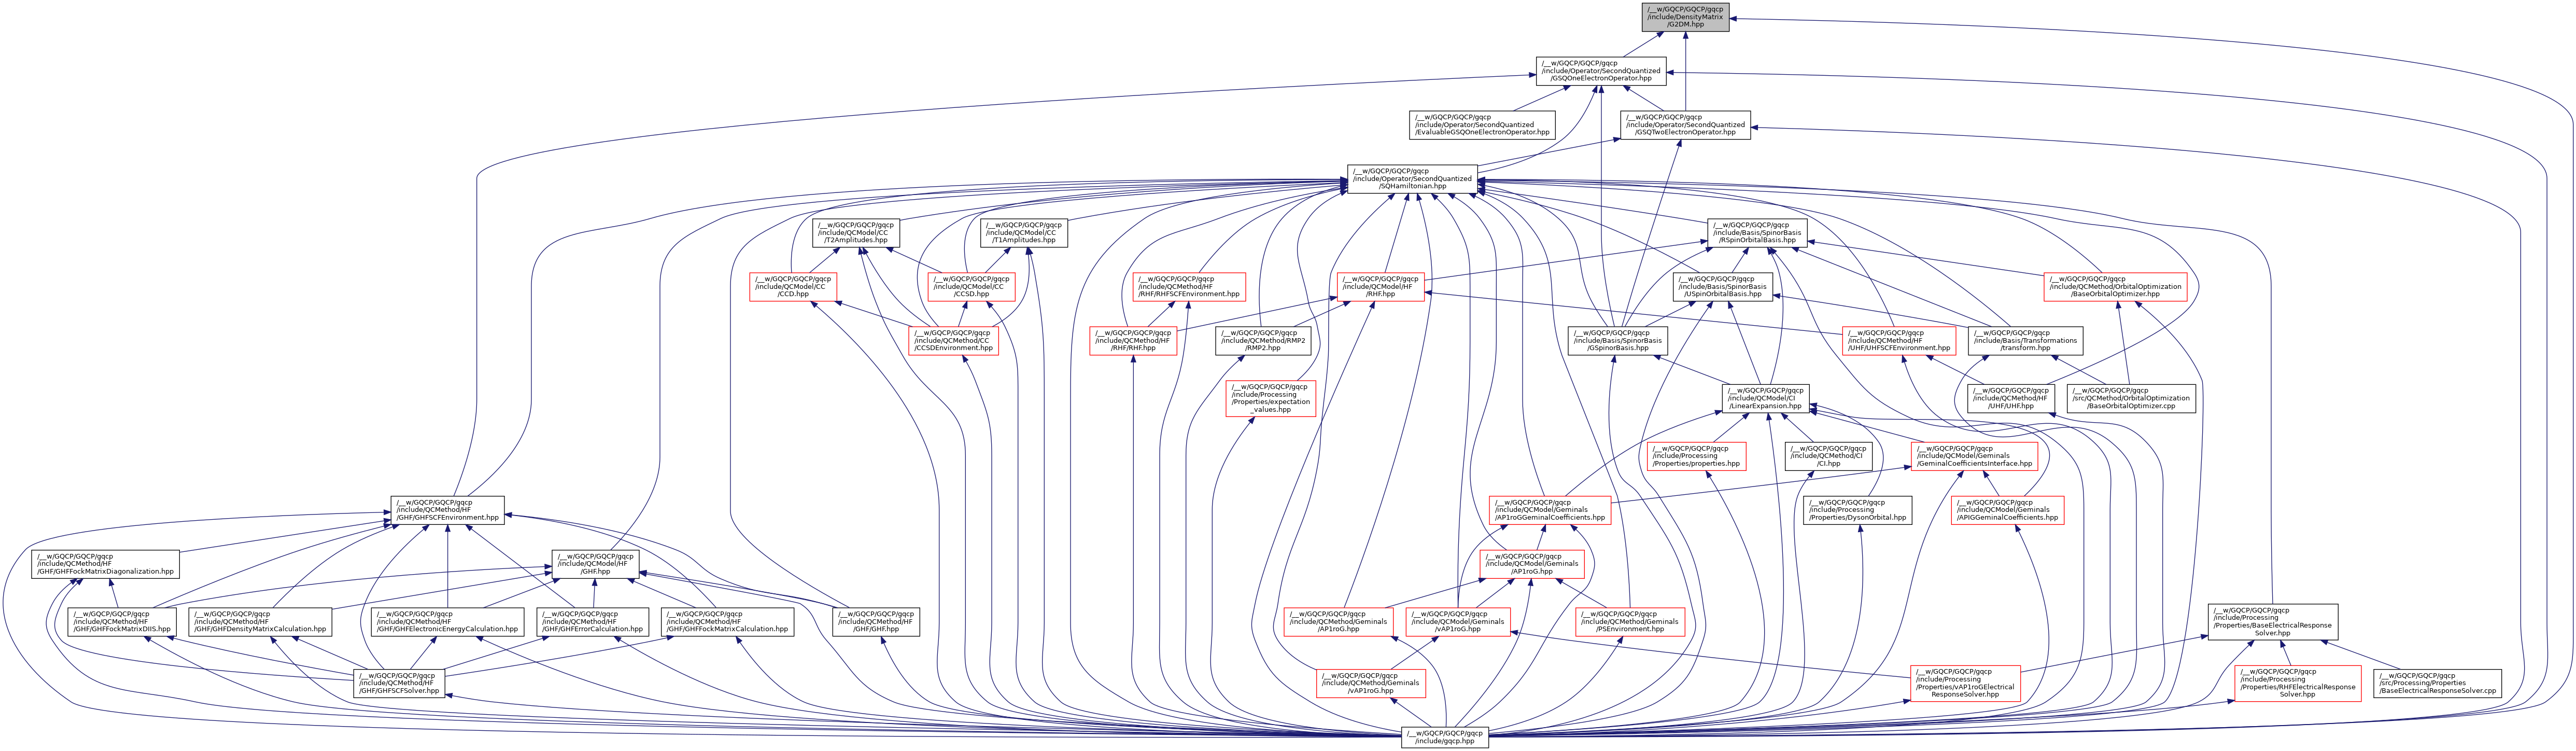 /__w/GQCP/GQCP/gqcp
/include/DensityMatrix
/G2DM.hpp
/__w/GQCP/GQCP/gqcp
/include/Operator/SecondQuantized
/GSQOneElectronOperator.hpp
/__w/GQCP/GQCP/gqcp
/include/Operator/SecondQuantized
/EvaluableGSQOneElectronOperator.hpp
/__w/GQCP/GQCP/gqcp
/include/Operator/SecondQuantized
/GSQTwoElectronOperator.hpp
/__w/GQCP/GQCP/gqcp
/include/Operator/SecondQuantized
/SQHamiltonian.hpp
/__w/GQCP/GQCP/gqcp
/include/QCModel/CC
/T2Amplitudes.hpp
/__w/GQCP/GQCP/gqcp
/include/QCModel/CC
/T1Amplitudes.hpp
/__w/GQCP/GQCP/gqcp
/include/Basis/SpinorBasis
/RSpinOrbitalBasis.hpp
/__w/GQCP/GQCP/gqcp
/include/QCModel/CC
/CCD.hpp
/__w/GQCP/GQCP/gqcp
/include/QCModel/CC
/CCSD.hpp
/__w/GQCP/GQCP/gqcp
/include/QCMethod/HF
/RHF/RHFSCFEnvironment.hpp
/__w/GQCP/GQCP/gqcp
/include/QCModel/HF
/RHF.hpp
/__w/GQCP/GQCP/gqcp
/include/Basis/SpinorBasis
/USpinOrbitalBasis.hpp
/__w/GQCP/GQCP/gqcp
/include/QCMethod/OrbitalOptimization
/BaseOrbitalOptimizer.hpp
/__w/GQCP/GQCP/gqcp
/include/QCMethod/CC
/CCSDEnvironment.hpp
/__w/GQCP/GQCP/gqcp
/include/QCMethod/HF
/RHF/RHF.hpp
/__w/GQCP/GQCP/gqcp
/include/QCMethod/RMP2
/RMP2.hpp
/__w/GQCP/GQCP/gqcp
/include/Basis/SpinorBasis
/GSpinorBasis.hpp
/__w/GQCP/GQCP/gqcp
/include/QCMethod/HF
/UHF/UHFSCFEnvironment.hpp
/__w/GQCP/GQCP/gqcp
/include/Basis/Transformations
/transform.hpp
/__w/GQCP/GQCP/gqcp
/include/Processing
/Properties/expectation
_values.hpp
/__w/GQCP/GQCP/gqcp
/include/QCModel/CI
/LinearExpansion.hpp
/__w/GQCP/GQCP/gqcp
/include/QCMethod/HF
/UHF/UHF.hpp
/__w/GQCP/GQCP/gqcp
/src/QCMethod/OrbitalOptimization
/BaseOrbitalOptimizer.cpp
/__w/GQCP/GQCP/gqcp
/include/Processing
/Properties/properties.hpp
/__w/GQCP/GQCP/gqcp
/include/QCMethod/CI
/CI.hpp
/__w/GQCP/GQCP/gqcp
/include/QCModel/Geminals
/GeminalCoefficientsInterface.hpp
/__w/GQCP/GQCP/gqcp
/include/QCMethod/HF
/GHF/GHFSCFEnvironment.hpp
/__w/GQCP/GQCP/gqcp
/include/QCModel/Geminals
/AP1roGGeminalCoefficients.hpp
/__w/GQCP/GQCP/gqcp
/include/Processing
/Properties/DysonOrbital.hpp
/__w/GQCP/GQCP/gqcp
/include/QCModel/Geminals
/APIGGeminalCoefficients.hpp
/__w/GQCP/GQCP/gqcp
/include/QCMethod/HF
/GHF/GHFFockMatrixDiagonalization.hpp
/__w/GQCP/GQCP/gqcp
/include/QCModel/HF
/GHF.hpp
/__w/GQCP/GQCP/gqcp
/include/QCModel/Geminals
/AP1roG.hpp
/__w/GQCP/GQCP/gqcp
/include/QCMethod/HF
/GHF/GHFFockMatrixDIIS.hpp
/__w/GQCP/GQCP/gqcp
/include/QCMethod/HF
/GHF/GHFDensityMatrixCalculation.hpp
/__w/GQCP/GQCP/gqcp
/include/QCMethod/HF
/GHF/GHFElectronicEnergyCalculation.hpp
/__w/GQCP/GQCP/gqcp
/include/QCMethod/HF
/GHF/GHFErrorCalculation.hpp
/__w/GQCP/GQCP/gqcp
/include/QCMethod/HF
/GHF/GHFFockMatrixCalculation.hpp
/__w/GQCP/GQCP/gqcp
/include/QCMethod/HF
/GHF/GHF.hpp
/__w/GQCP/GQCP/gqcp
/include/QCMethod/Geminals
/AP1roG.hpp
/__w/GQCP/GQCP/gqcp
/include/QCModel/Geminals
/vAP1roG.hpp
/__w/GQCP/GQCP/gqcp
/include/QCMethod/Geminals
/PSEnvironment.hpp
/__w/GQCP/GQCP/gqcp
/include/Processing
/Properties/BaseElectricalResponse
Solver.hpp
/__w/GQCP/GQCP/gqcp
/include/QCMethod/HF
/GHF/GHFSCFSolver.hpp
/__w/GQCP/GQCP/gqcp
/include/QCMethod/Geminals
/vAP1roG.hpp
/__w/GQCP/GQCP/gqcp
/include/Processing
/Properties/vAP1roGElectrical
ResponseSolver.hpp
/__w/GQCP/GQCP/gqcp
/include/Processing
/Properties/RHFElectricalResponse
Solver.hpp
/__w/GQCP/GQCP/gqcp
/src/Processing/Properties
/BaseElectricalResponseSolver.cpp
/__w/GQCP/GQCP/gqcp
/include/gqcp.hpp